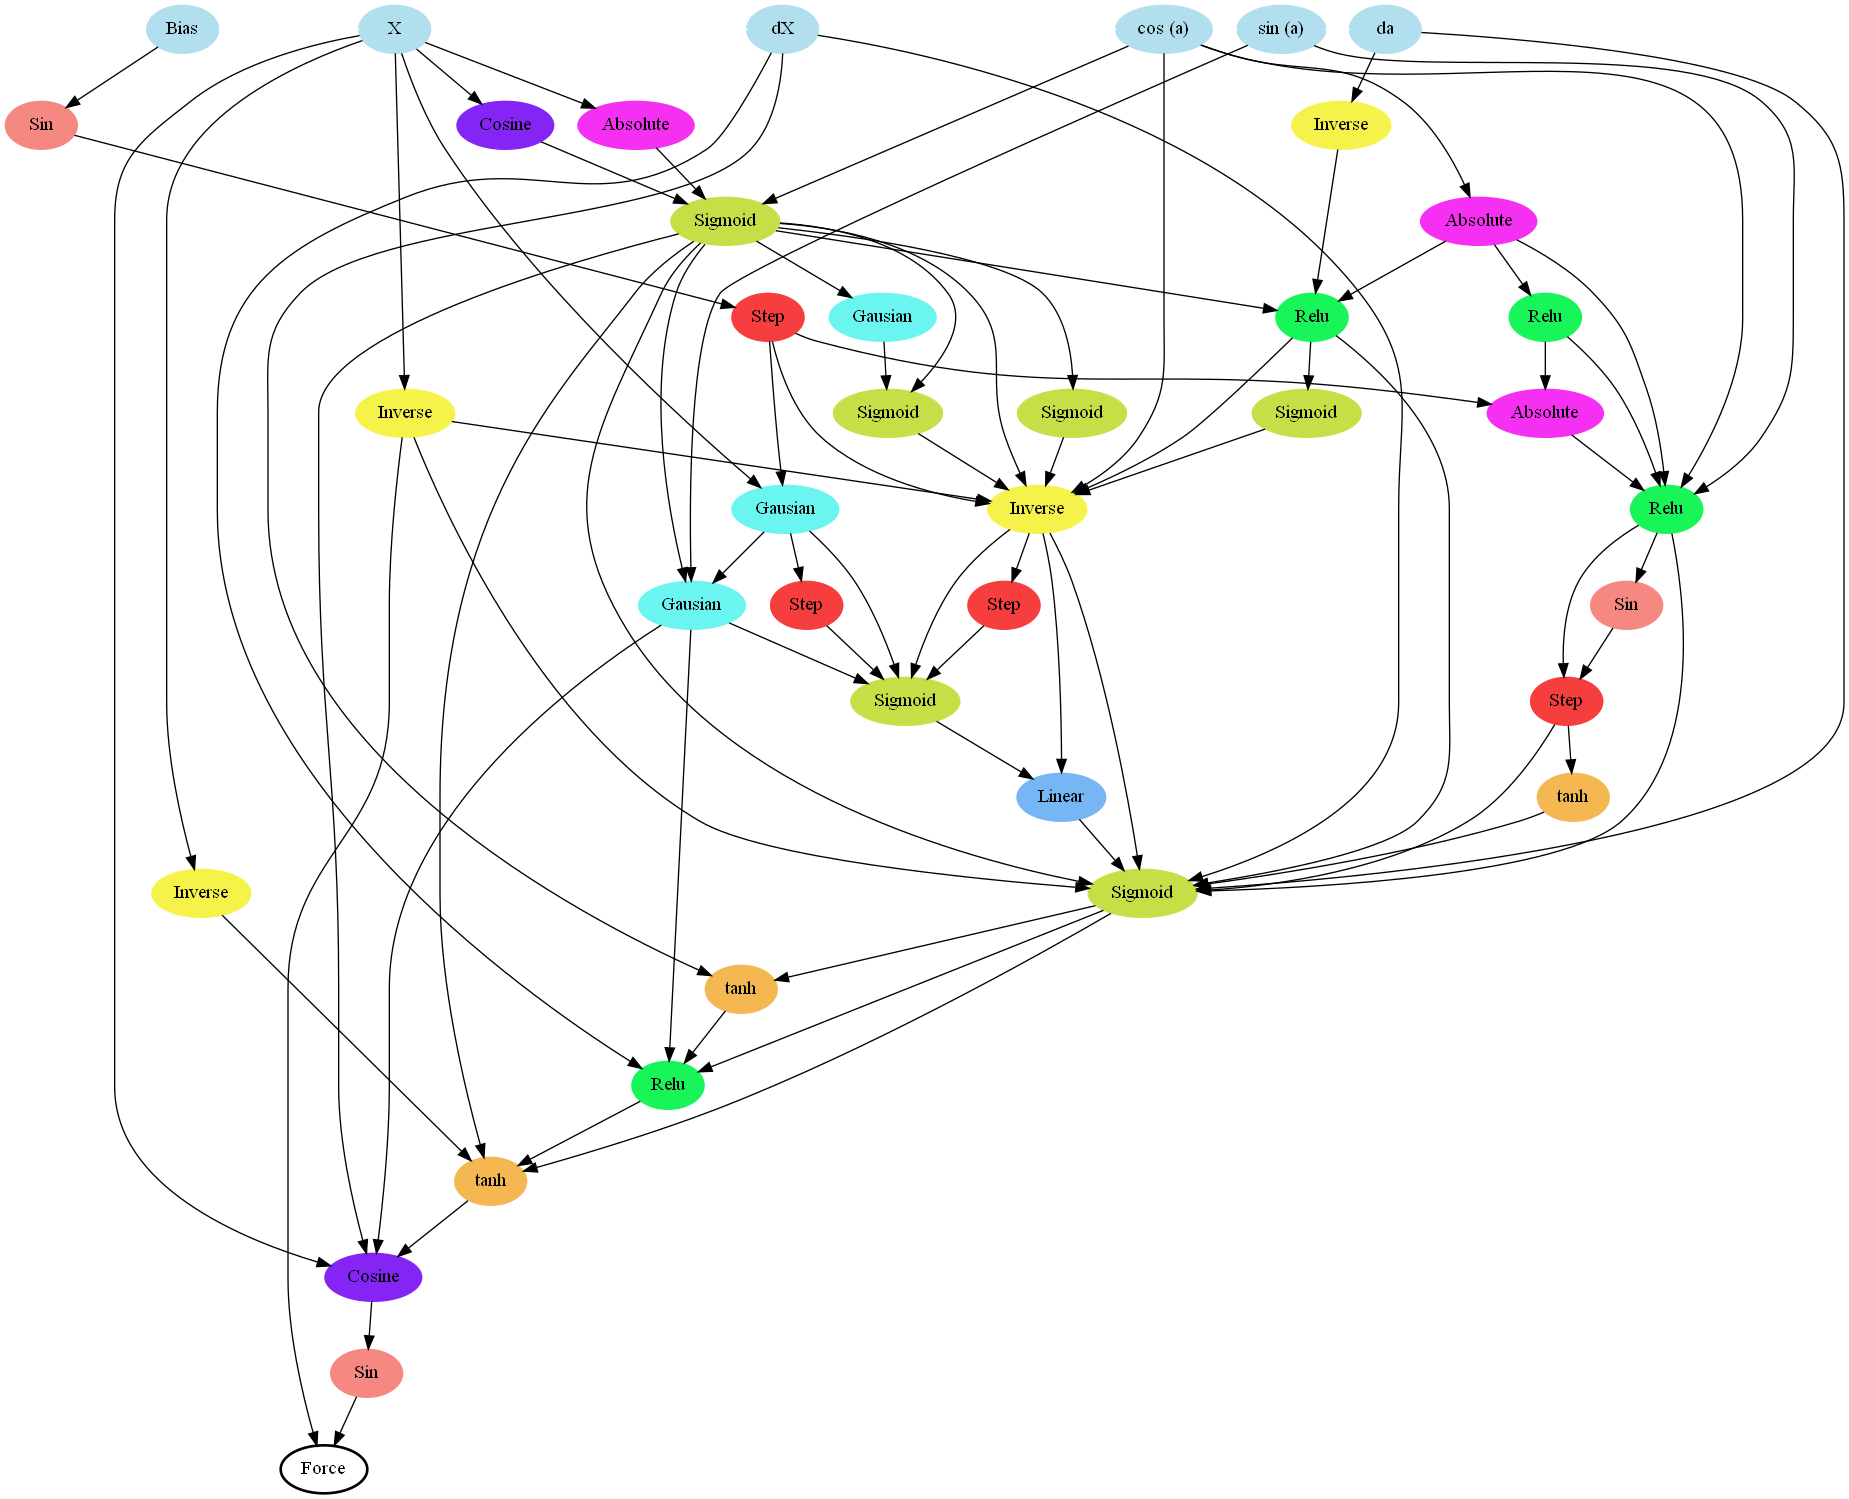 Bias
X
dX
cos (a)
sin (a)
da
Sin
Cosine
Absolute
Inverse
Sigmoid
Absolute
Step
Gausian
Relu
Relu
Inverse
Sigmoid
Sigmoid
Sigmoid
Absolute
Gausian
Inverse
Relu
Gausian
Step
Step
Sin
Sigmoid
Step
Linear
tanh
Inverse
Sigmoid
tanh
Relu
tanh
Cosine
Sin
Force